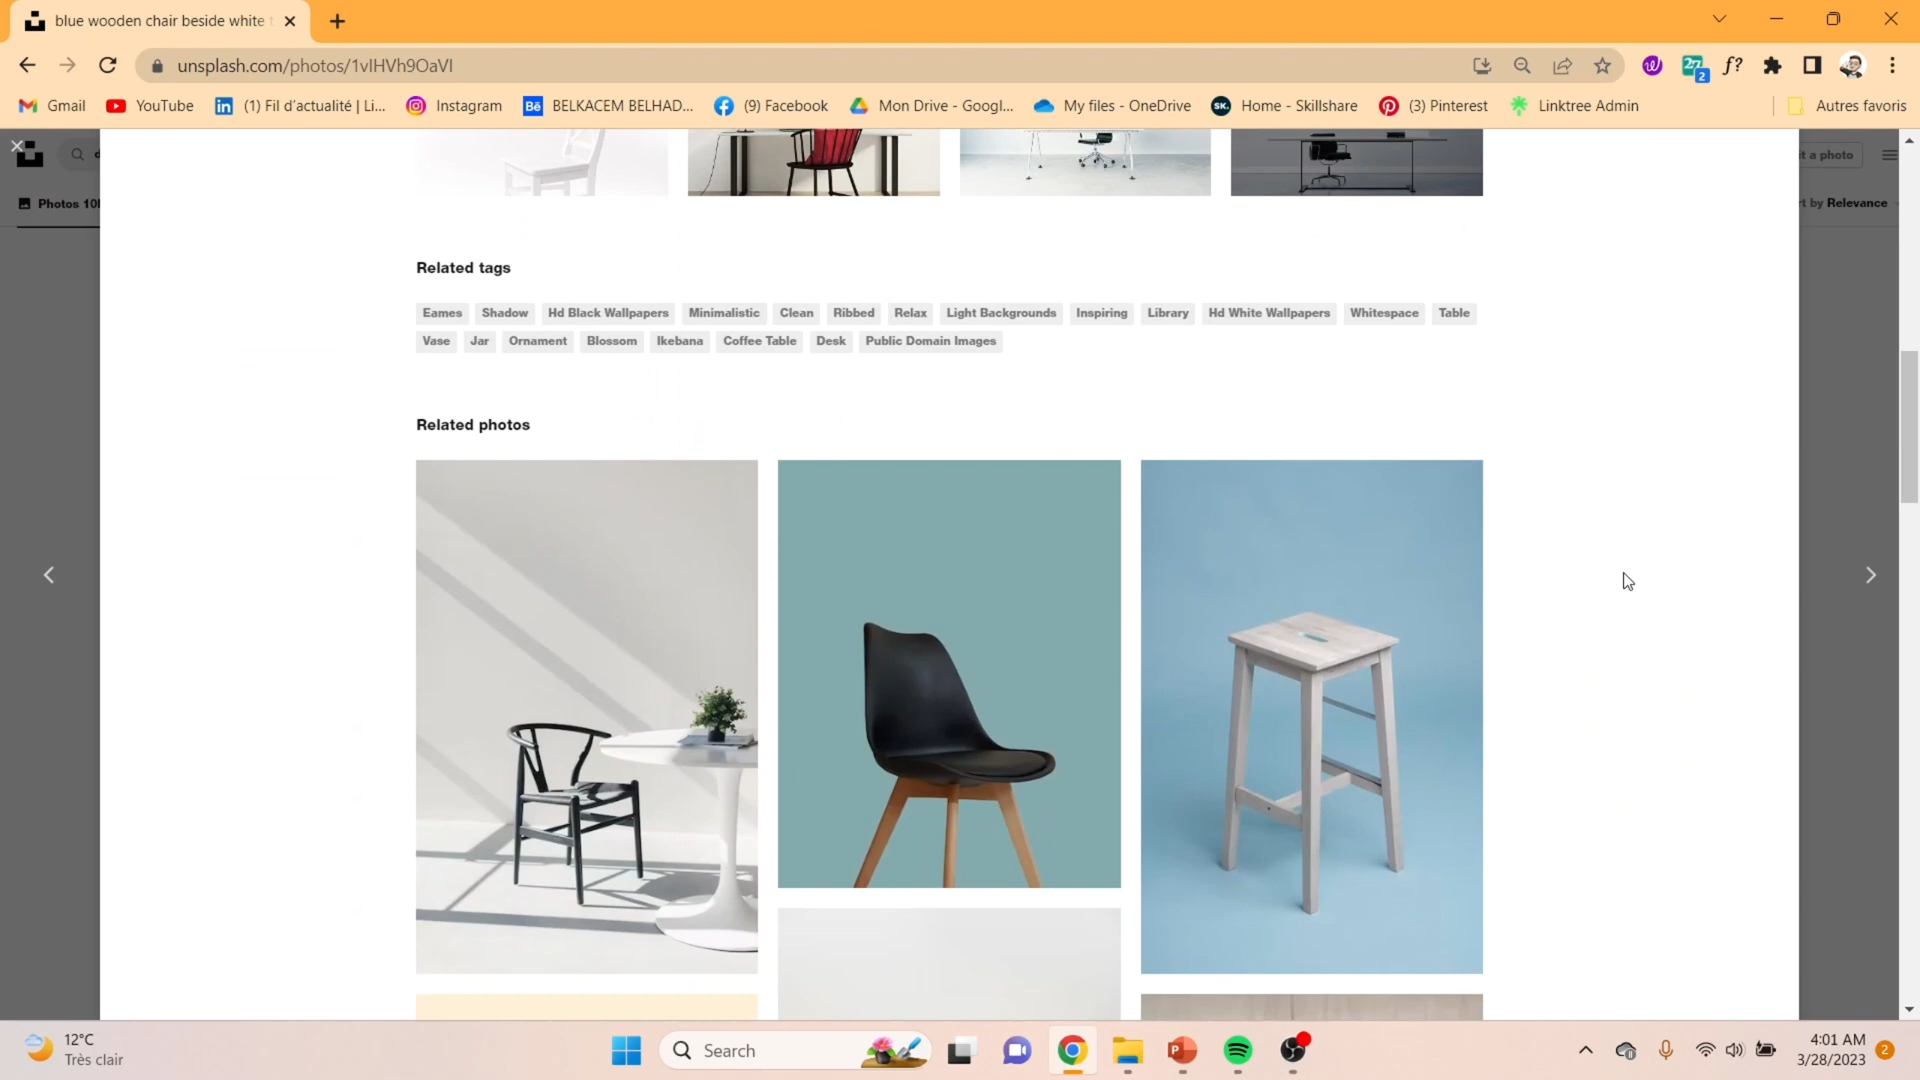 blue wooden chair beside white t
unsplash.com/photos/1vIHVh9OaVI
Gmail YouTube (1) Fil d'actualité | Li... Instagram BELKACEM BELHAD... (9) Facebook Mon Drive - Googl... My files - OneDrive Home - Skillshare (3) Pinterest Linktree Admin Autres favoris
t a photo
Photos 10
rt by Relevance
Related tags
Eames Shadow Hd Black Wallpapers Minimalistic Clean Ribbed Relax Light Backgrounds Inspiring Library Hd White Wallpapers Whitespace Table
Vase Jar Ornament Blossom Ikebana Coffee Table Desk Public Domain Images
Related photos
12°C
Très clair
Search
4:01 AM
3/28/2023
2